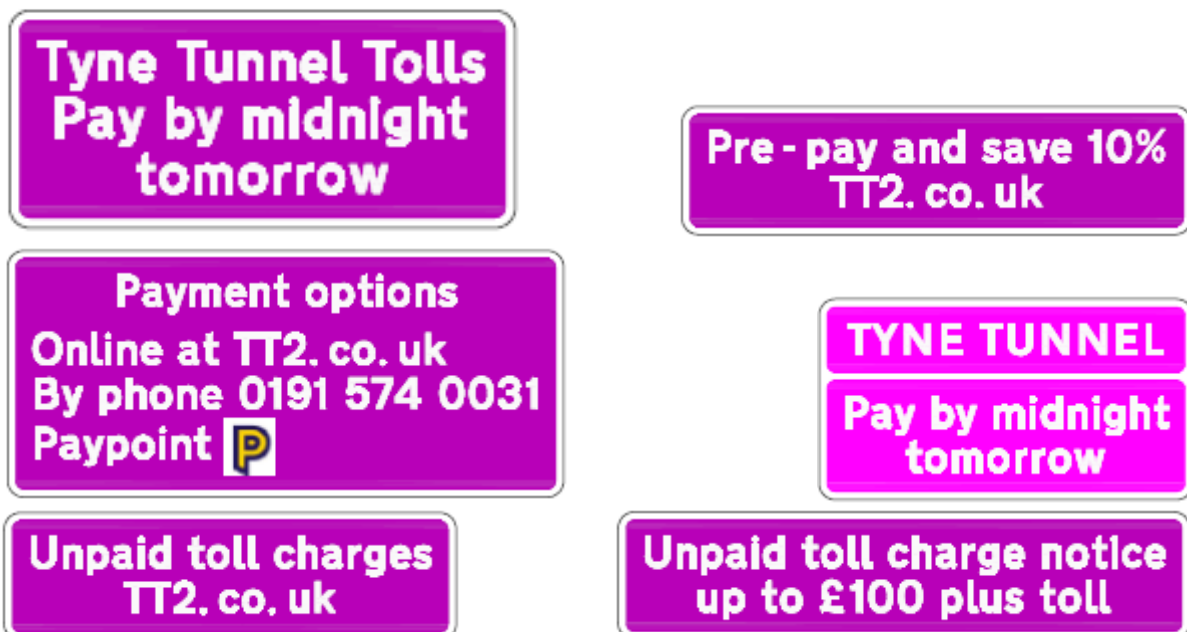 Tyne Tunnel Tolls
Pay by midnight
tomorrow
Pre - pay and save 10%
TT2. co. uk
Payment options
Online at TT2. co. uk
By phone 0191 574 0031
Paypoint P
TYNE TUNNEL
Pay by midnight
tomorrow
Unpaid toll charges
TT2. co. uk
Unpaid toll charge notice
up to £100 plus toll